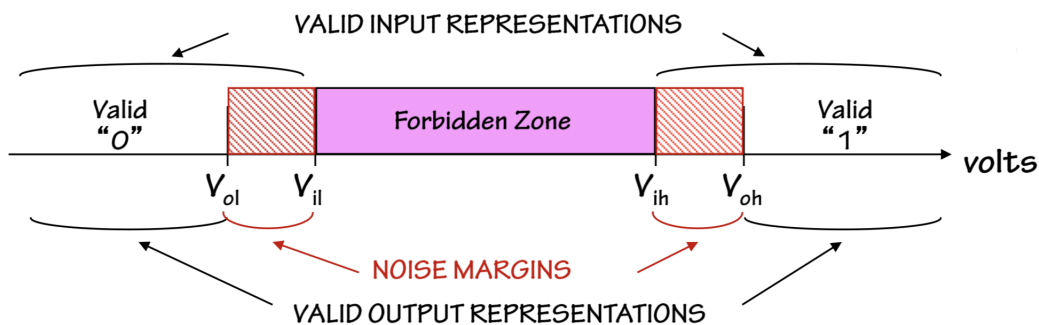 VALID INPUT REPRESENTATIONS
Valid
“0”
Forbidden Zone
Valid
“1”
volts
Vol
Vil
Vih
Voh
NOISE MARGINS
VALID OUTPUT REPRESENTATIONS